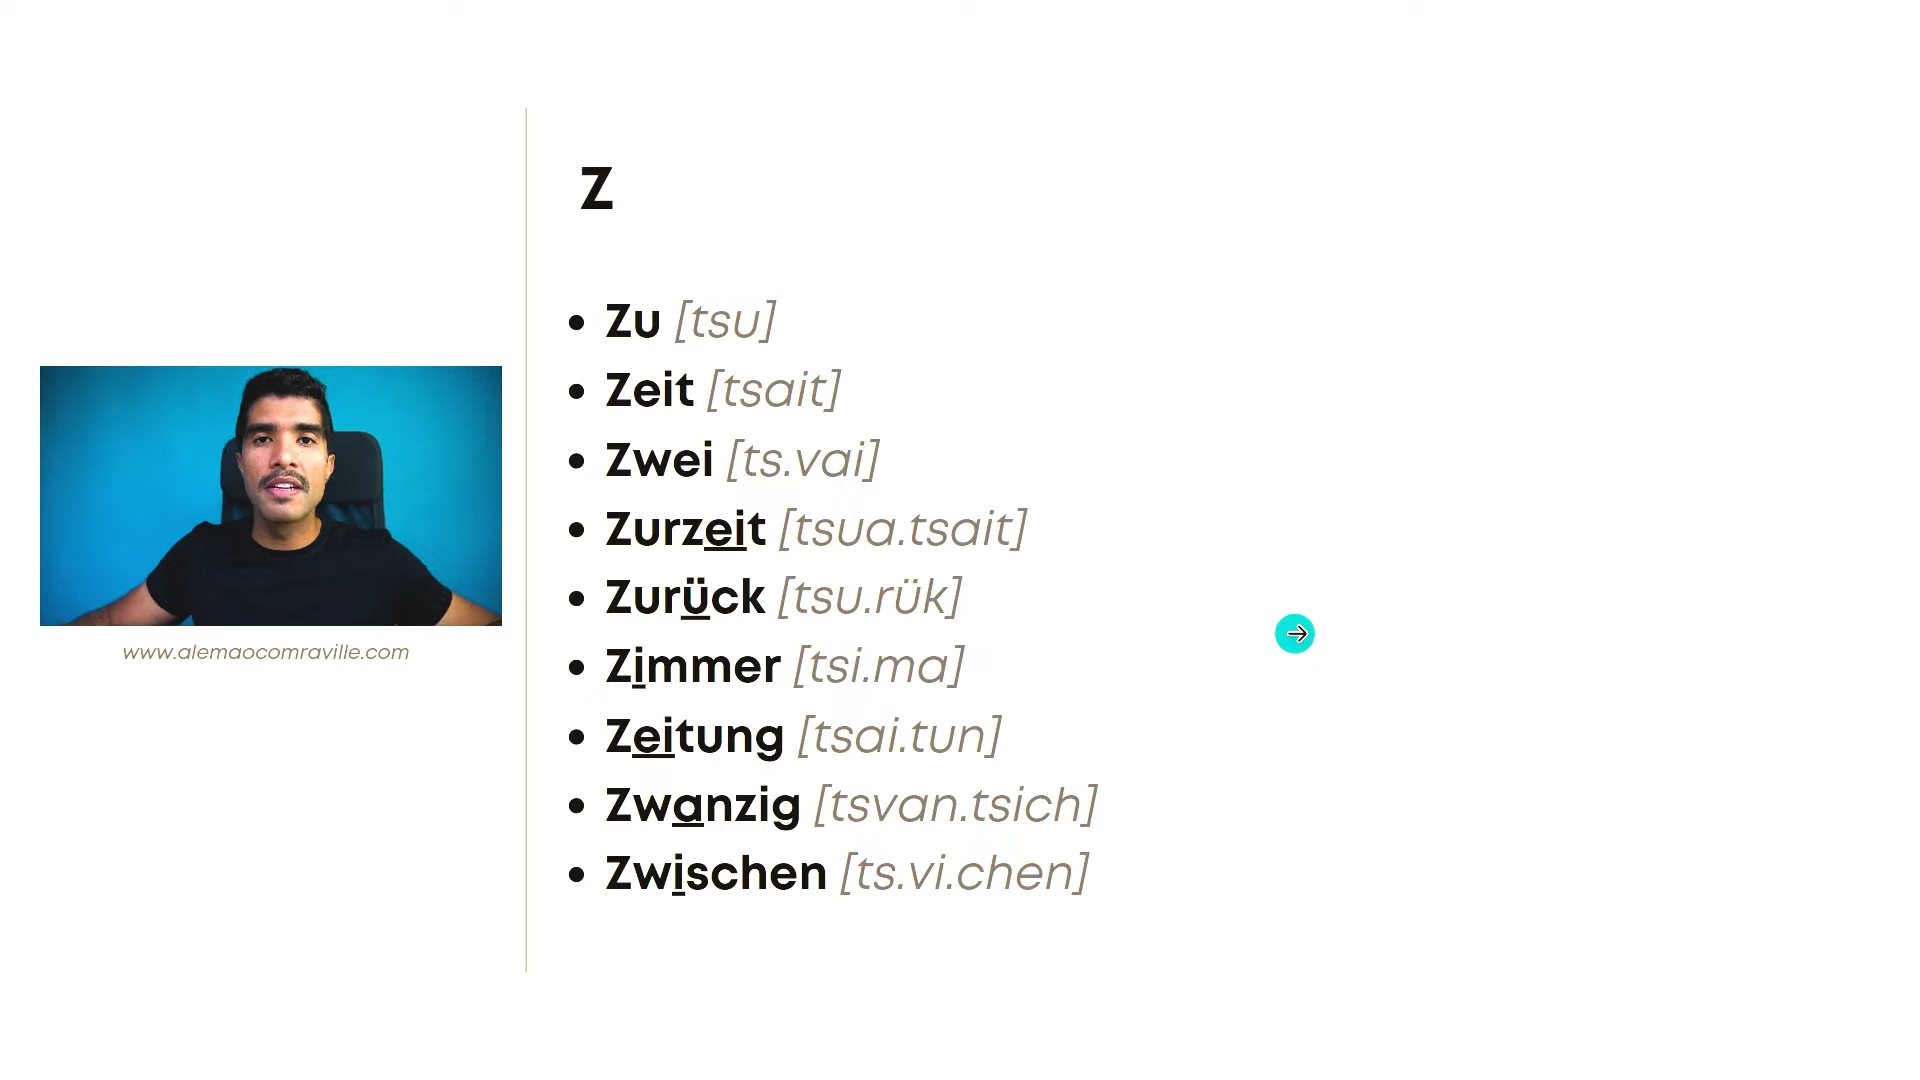 Z
Zu [tsu]
Zeit [tsait]
Zwei [ts.vai]
Zurzeit [tsua.tsait]
Zurück [tsu.rük]
Zimmer [tsi.ma]
Zeitung [tsai.tun]
Zwanzig [tsvan.tsich]
Zwischen [ts.vi.chen]
www.alemaocomraville.com